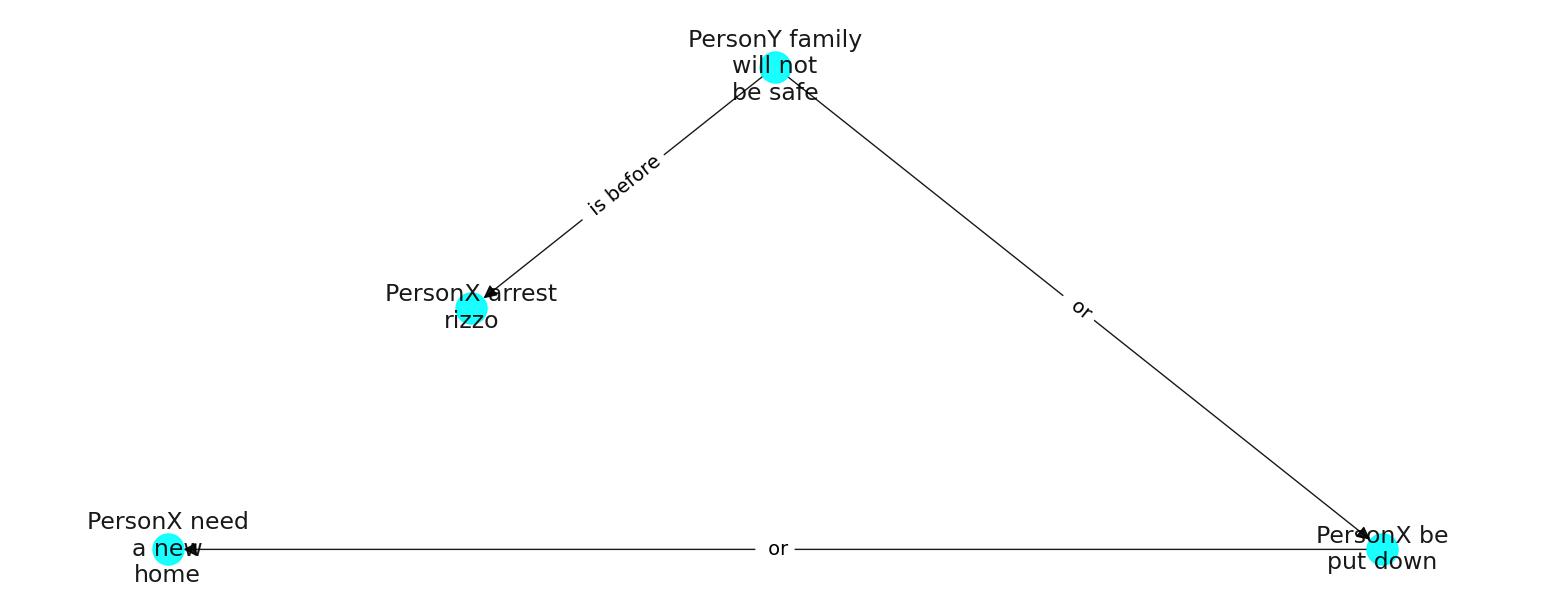 PersonY family
will not
be safe
is before
PersonX arrest
rizzo
or
PersonX need
a new
home
or
PersonX be
put down